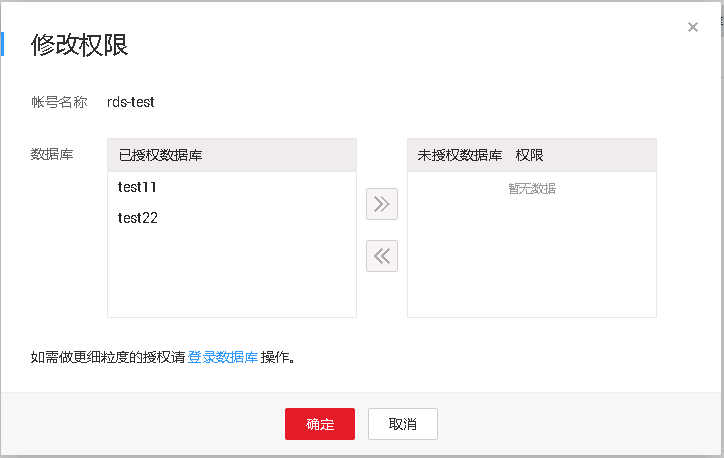 修改权限
帐号名称 rds-test
数据库 已授权数据库 未授权数据库 权限
test11 暂无数据
test22
如需做更细粒度的授权请 登录数据库 操作。
确定 取消